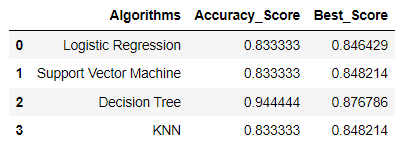 Algorithms Accuracy_Score Best_Score
0 Logistic Regression 0.833333 0.846429
1 Support Vector Machine 0.833333 0.848214
2 Decision Tree 0.944444 0.876786
3 KNN 0.833333 0.848214